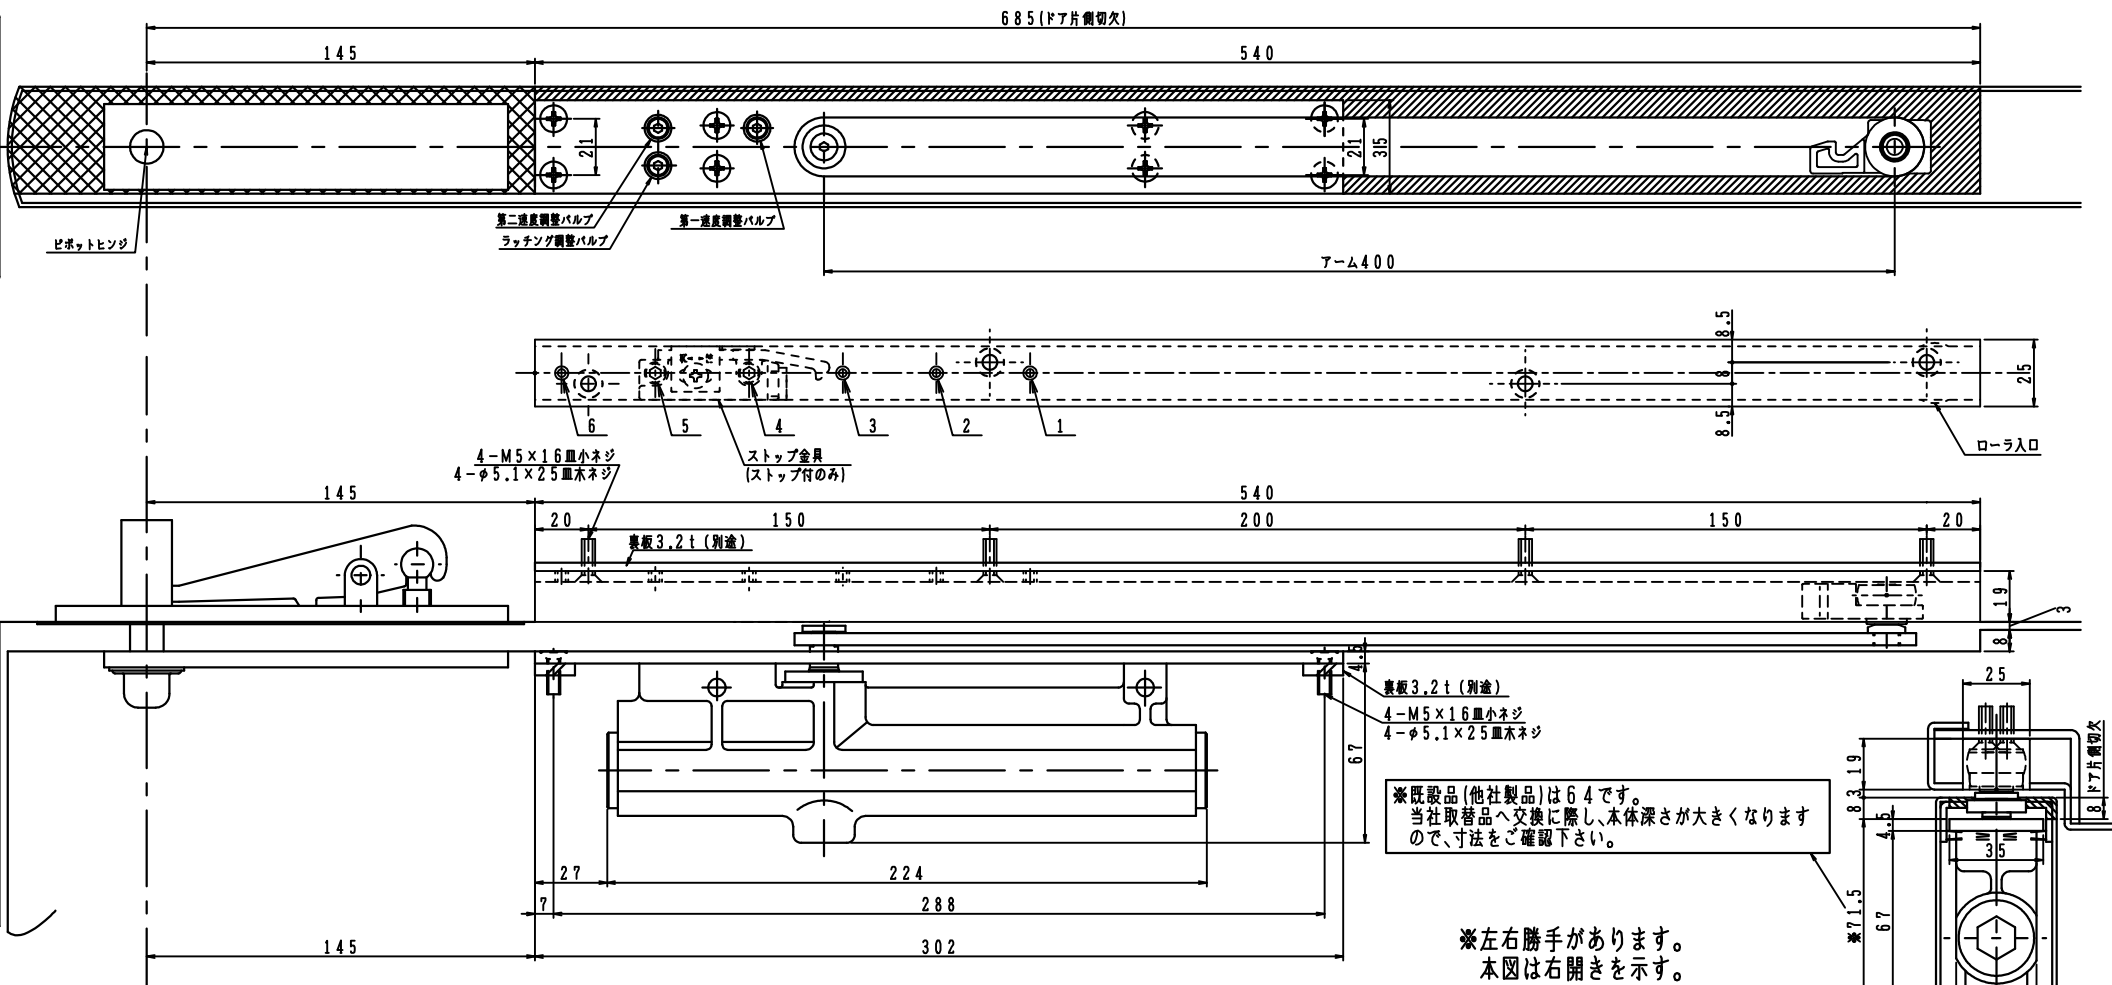 685(ドア片側切欠)
145
540
21
21
35
第二速度調整バルブ
ラッチング調整バルブ
第一速度調整バルブ
ピボットヒンジ
アーム400
8.5
8
8.5
25
6
5
4
3
2
1
ストップ金具
(ストップ付のみ)
ローラ入口
4-M5×16皿小ネジ
4-φ5.1×25皿木ネジ
145
540
20
150
200
150
20
裏板3.2t(別途)
19
3
8
4.5
67
裏板3.2t(別途)
4-M5×16皿小ネジ
4-φ5.1×25皿木ネジ
※既設品(他社製品)は64です。
当社取替品へ交換に際し、本体深さが大きくなります
ので、寸法をご確認下さい。
27
224
7
288
145
302
※左右勝手があります。
本図は右開きを示す。
25
19
3
8
4.5
35
※71.5
67
8
ドア片側切欠